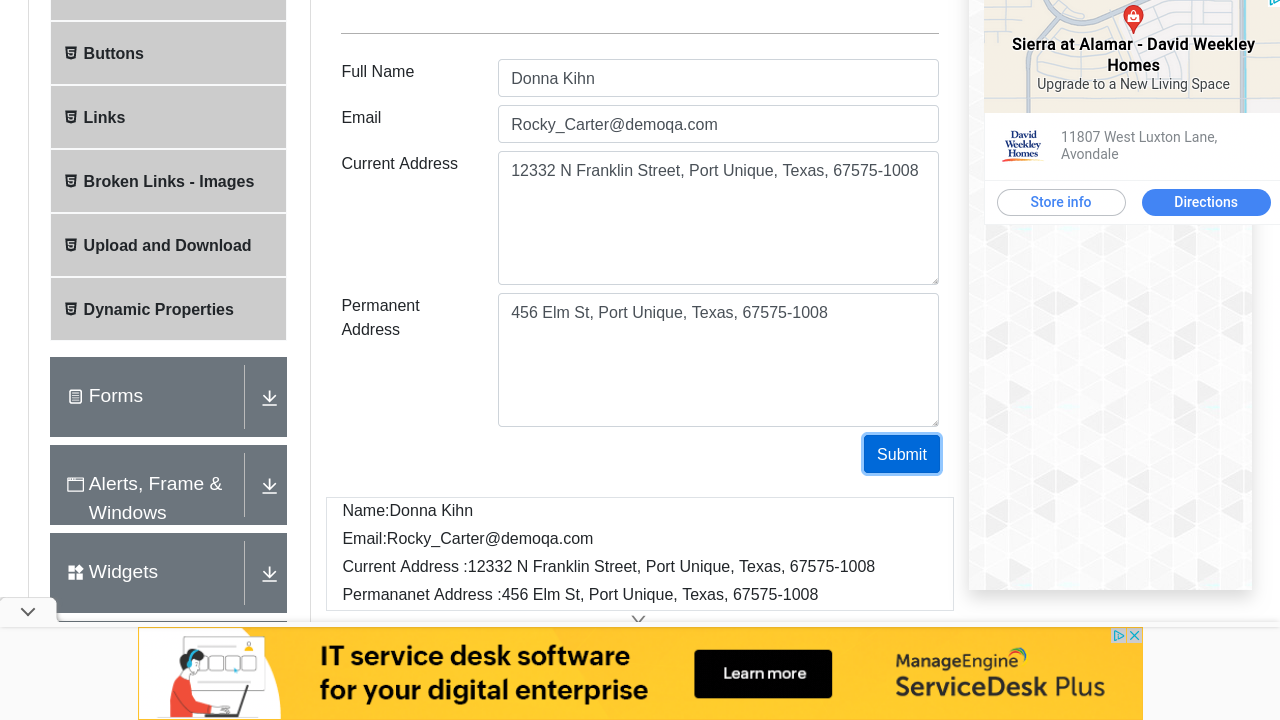 Buttons
Links
Broken Links - Images
Upload and Download
Dynamic Properties
Forms
Alerts, Frame &
Windows
Widgets
Full Name
Donna Kihn
Email
Rocky_Carter@demoqa.com
Current Address
12332 N Franklin Street, Port Unique, Texas, 67575-1008
Permanent
Address
456 Elm St, Port Unique, Texas, 67575-1008
Submit
Name:Donna Kihn
Email:Rocky_Carter@demoqa.com
Current Address :12332 N Franklin Street, Port Unique, Texas, 67575-1008
Permananet Address :456 Elm St, Port Unique, Texas, 67575-1008
Sierra at Alamar - David Weekley
Homes
Upgrade to a New Living Space
David
Weekley
Homes
11807 West Luxton Lane,
Avondale
Store info
Directions
IT service desk software
for your digital enterprise
Learn more
ManageEngine
ServiceDesk Plus